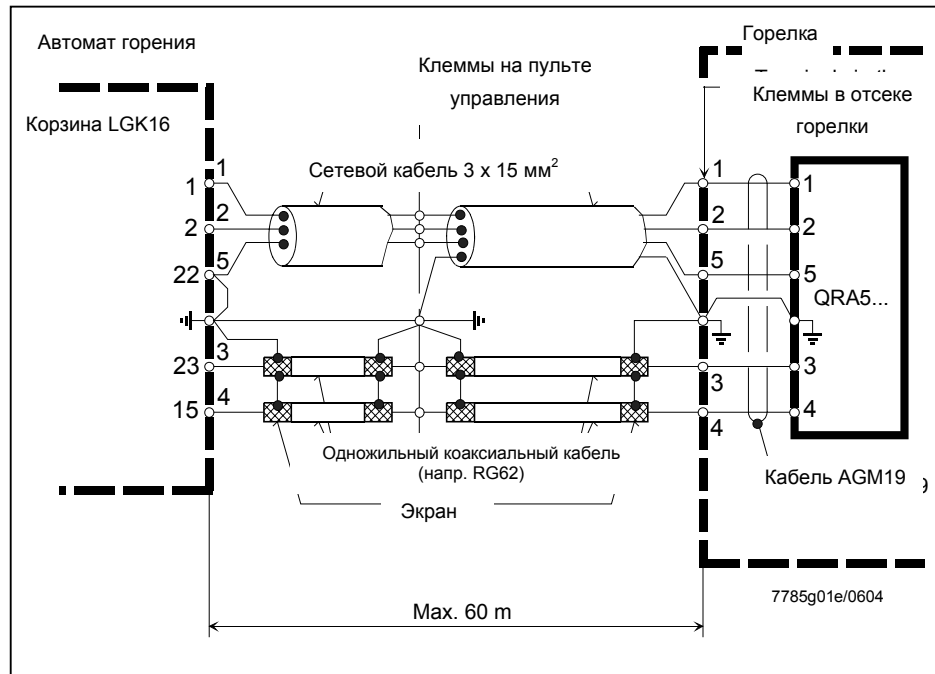 Автомат горения
Горелка
Клеммы на пульте
управления
Клеммы в отсеке
горелки
Корзина LGK16
Сетевой кабель 3 x 15 мм²
1
1
1
1
2
2
2
2
5
22
5
5
QRA5...
3
23
3
3
4
15
4
4
Одножильный коаксиальный кабель
(напр. RG62)
Кабель AGM19
Экран
7785g01e/0604
Max. 60 m